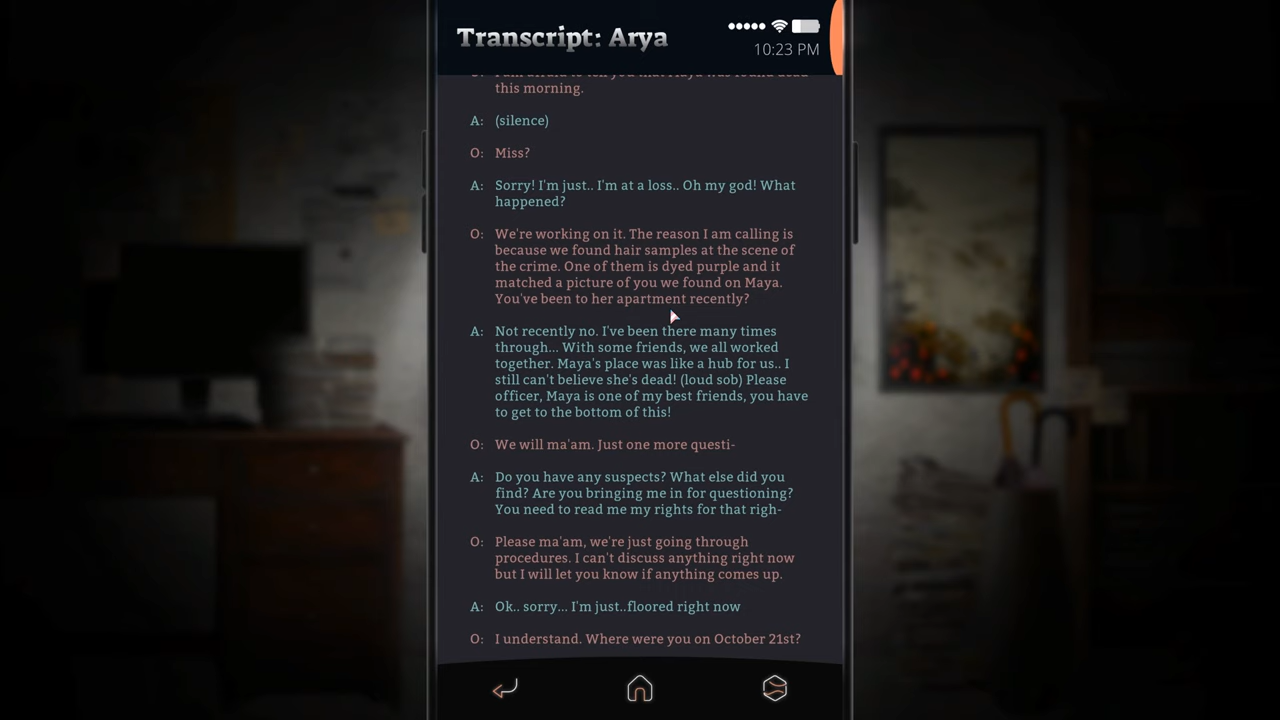 Transcript: Arya
10:23 PM
this morning.
A: (silence)
O: Miss?
A: Sorry! I'm just.. I'm at a loss.. Oh my god! What
happened?
O: We're working on it. The reason I am calling is
because we found hair samples at the scene of
the crime. One of them is dyed purple and it
matched a picture of you we found on Maya.
You've been to her apartment recently?
A: Not recently no. I've been there many times
through... With some friends, we all worked
together. Maya's place was like a hub for us.. I
still can't believe she's dead! (loud sob) Please
officer, Maya is one of my best friends, you have
to get to the bottom of this!
O: We will ma'am. Just one more questi-
A: Do you have any suspects? What else did you
find? Are you bringing me in for questioning?
You need to read me my rights for that righ-
O: Please ma'am, we're just going through
procedures. I can't discuss anything right now
but I will let you know if anything comes up.
A: Ok.. sorry... I'm just..floored right now
O: I understand. Where were you on October 21st?